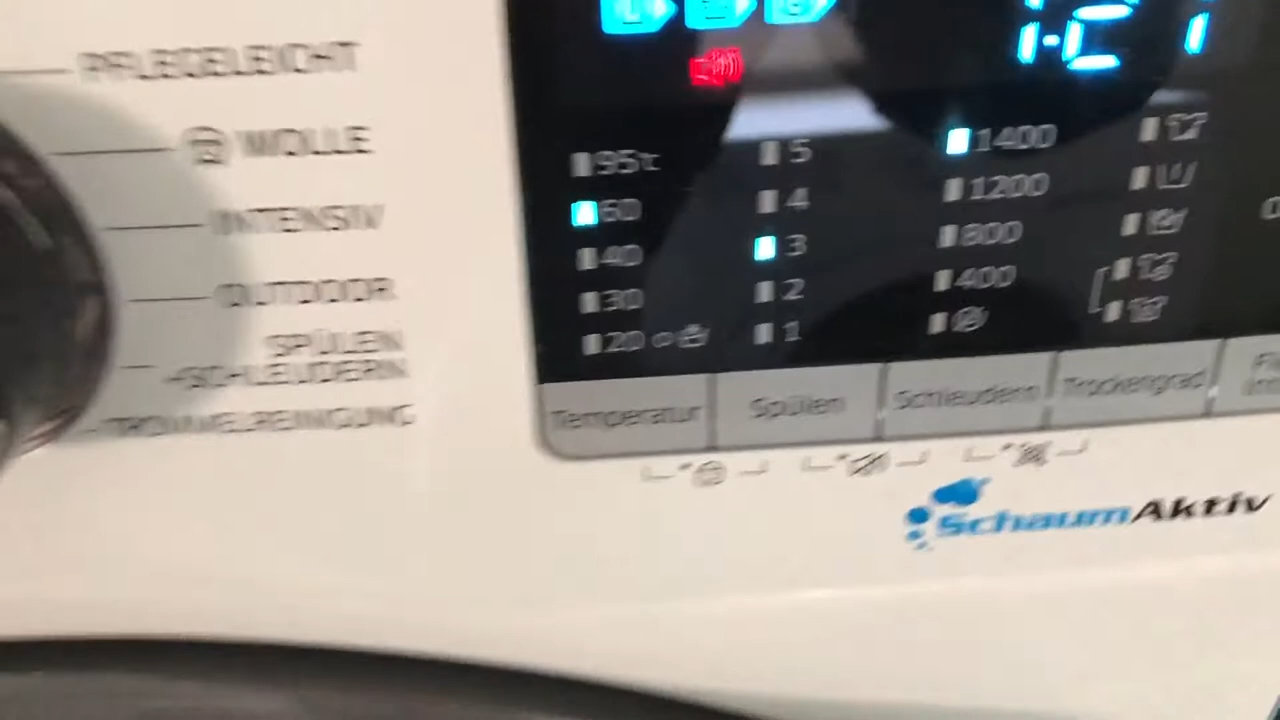 PFLEGELEICHT
WOLLE
INTENSIV
OUTDOOR
SPÜLEN
+SCHLEUDERN
TROMMELREINIGUNG
95℃
60
40
30
20
5
4
3
2
1
1400
1200
800
400
Temperatur
Spülen
Schleudern
Trockengrad
SchaumAktiv